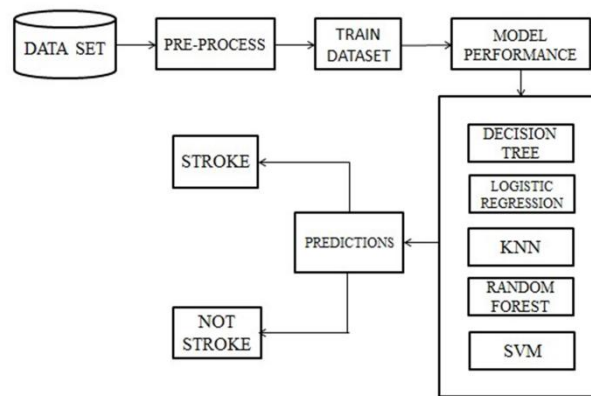 DATA SET
PRE-PROCESS
TRAIN
DATASET
MODEL
PERFORMANCE
DECISION
TREE
LOGISTIC
REGRESSION
KNN
RANDOM
FOREST
SVM
PREDICTIONS
STROKE
NOT
STROKE